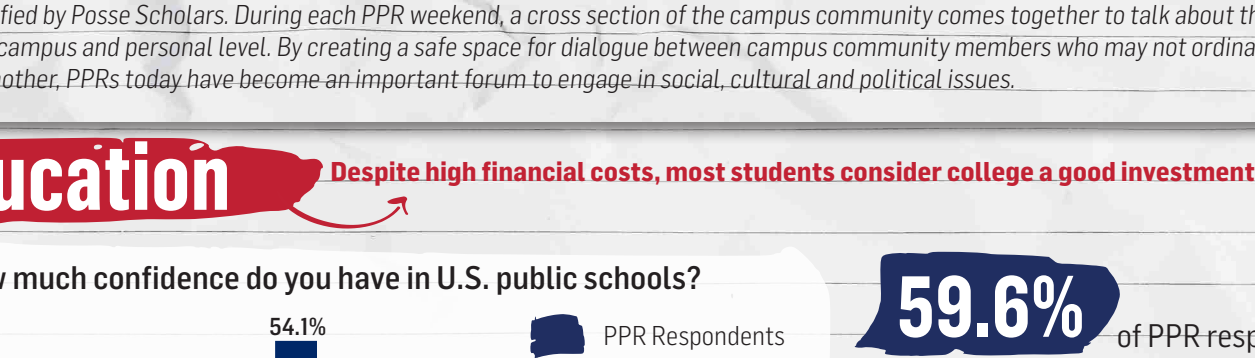 fied by Posse Scholars. During each PPR weekend, a cross section of the campus community comes together to talk about th
campus and personal level. By creating a safe space for dialogue between campus community members who may not ordina
other, PPRs today have become an important forum to engage in social, cultural and political issues.
ucation
Despite high financial costs, most students consider college a good investment
w much confidence do you have in U.S. public schools?
54.1%
PPR Respondents
59.6%
of PPR resp